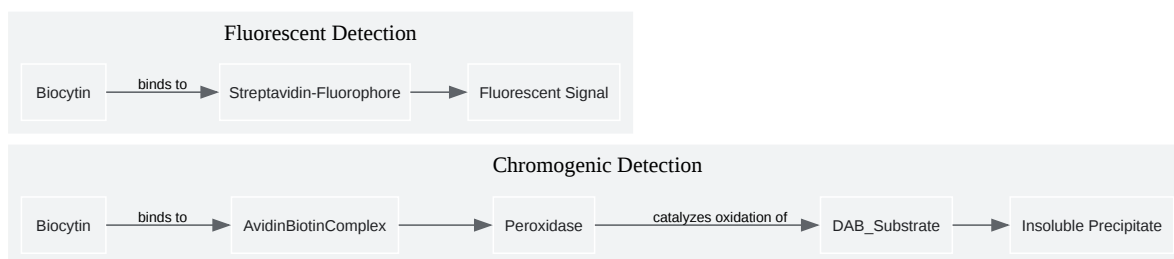 Fluorescent Detection
Biocytin
binds to
Streptavidin-Fluorophore
Fluorescent Signal
Chromogenic Detection
Biocytin
binds to
AvidinBiotinComplex
Peroxidase
catalyzes oxidation of
DAB_Substrate
Insoluble Precipitate